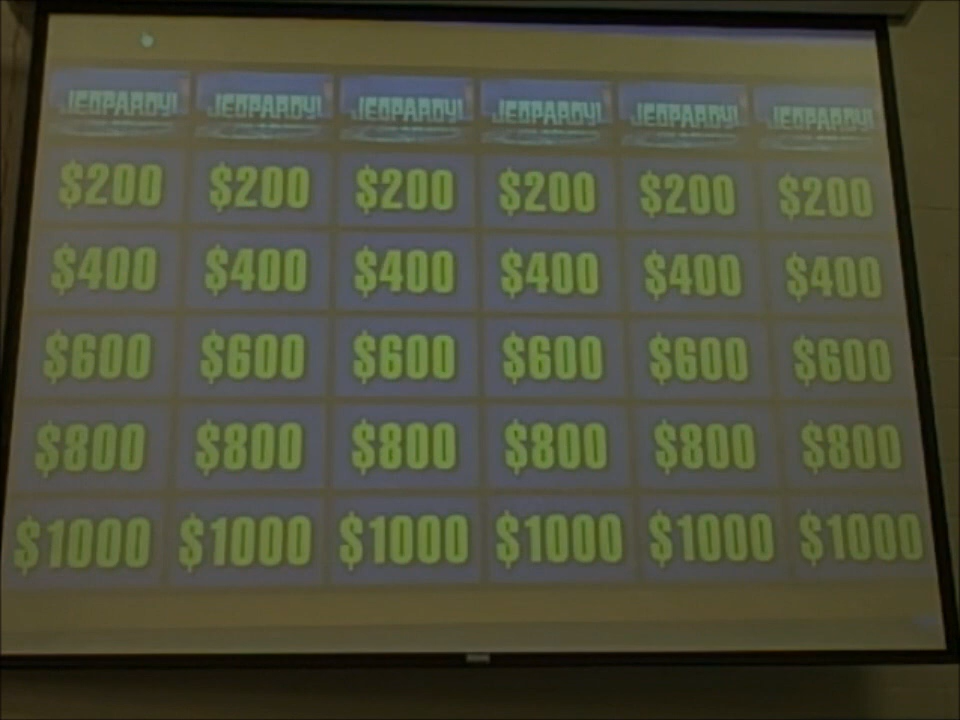 JEOPARDY! JEOPARDY! JEOPARDY! JEOPARDY! JEOPARDY! JEOPARDY!
$200 $200 $200 $200 $200 $200
$400 $400 $400 $400 $400 $400
$600 $600 $600 $600 $600 $600
$800 $800 $800 $800 $800 $800
$1000 $1000 $1000 $1000 $1000 $1000